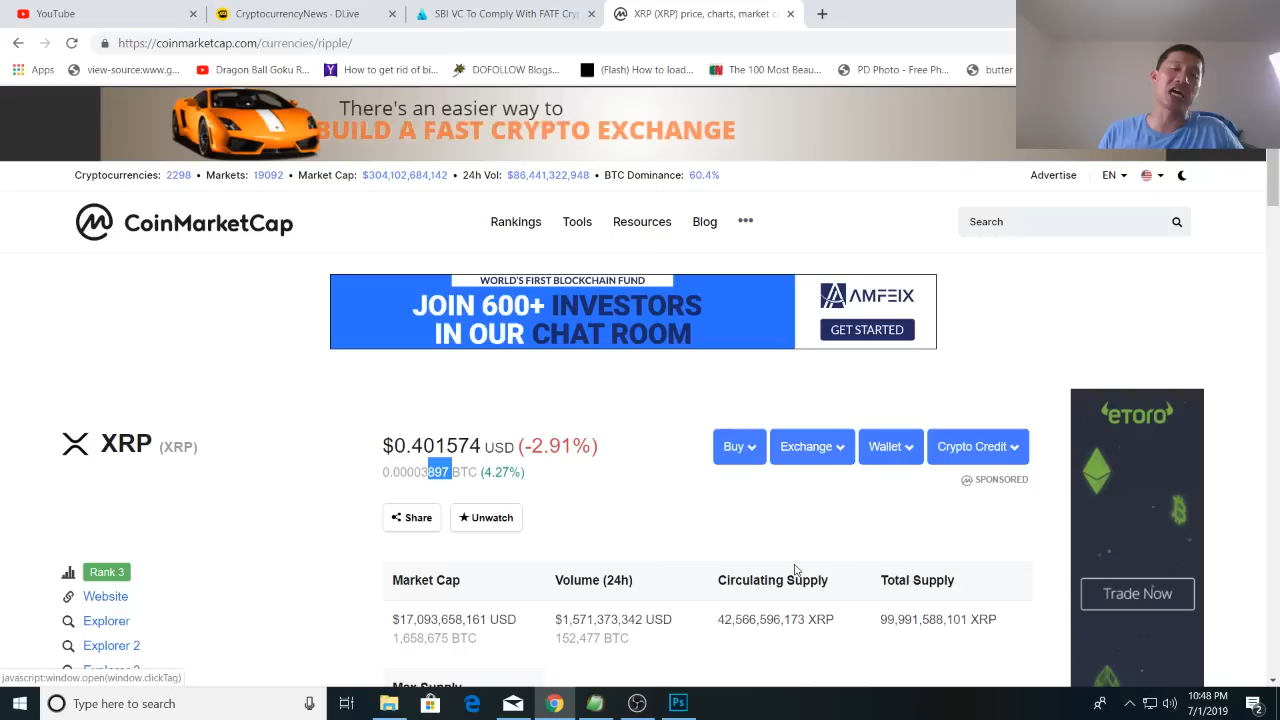 YouTube
CryptocurrencyNews - DLive
SBI VC To Comply With FATF Cryp
XRP (XRP) price, charts, market c
https://coinmarketcap.com/currencies/ripple/
Apps
view-source:www.g...
Dragon Ball Goku R...
How to get rid of bi...
DOFOLLOW Blogs...
(Flash) How to load...
The 100 Most Beau...
PD Photo - Free Ph...
butter
There's an easier way to
BUILD A FAST CRYPTO EXCHANGE
Cryptocurrencies: 2298 • Markets: 19092 • Market Cap: $304,102,684,142 • 24h Vol: $86,441,322,948 • BTC Dominance: 60.4%
Advertise
EN
CoinMarketCap
Rankings
Tools
Resources
Blog
•••
Search
WORLD'S FIRST BLOCKCHAIN FUND
JOIN 600+ INVESTORS
IN OUR CHAT ROOM
AMFEIX
GET STARTED
XRP (XRP)
$0.401574 USD (-2.91%)
0.00003897 BTC (4.27%)
Buy
Exchange
Wallet
Crypto Credit
SPONSORED
Share
Unwatch
etoro
Trade Now
Rank 3
Website
Explorer
Explorer 2
Market Cap
Volume (24h)
Circulating Supply
Total Supply
$17,093,658,161 USD
$1,571,373,342 USD
42,566,596,173 XRP
99,991,588,101 XRP
1,658,675 BTC
152,477 BTC
Max Supply
javascript:window.open(window.clickTag)
Type here to search
Ps
10:48 PM
7/1/2019
2